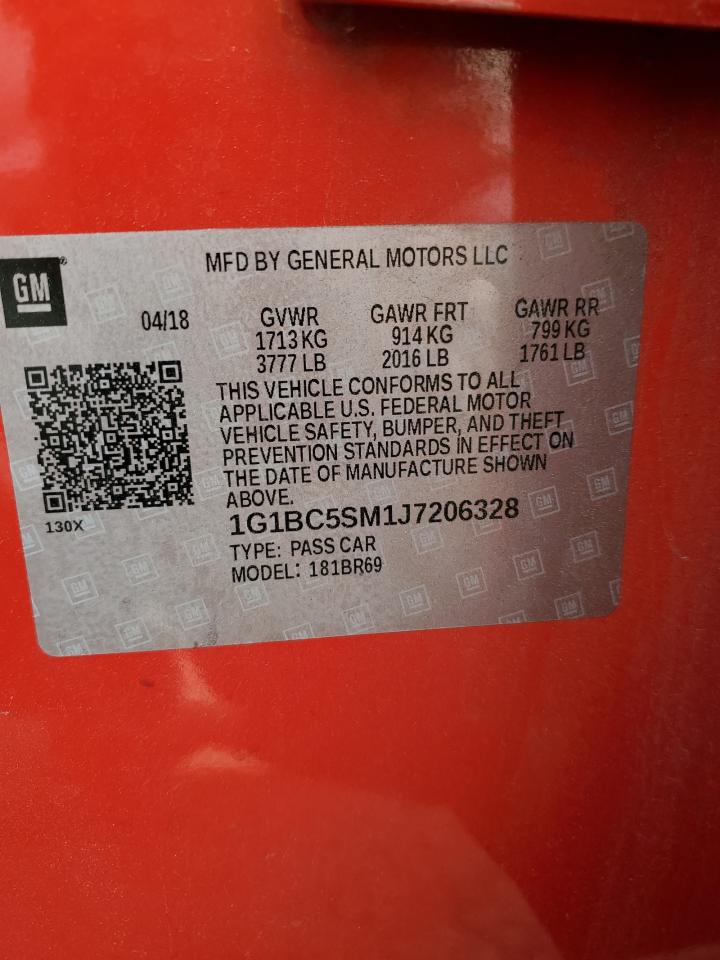 GM®
MFD BY GENERAL MOTORS LLC
04/18
GVWR GAWR FRT GAWR RR
1713 KG 914 KG 799 KG
3777 LB 2016 LB 1761 LB
THIS VEHICLE CONFORMS TO ALL
APPLICABLE U.S. FEDERAL MOTOR
VEHICLE SAFETY, BUMPER, AND THEFT
PREVENTION STANDARDS IN EFFECT ON
THE DATE OF MANUFACTURE SHOWN
ABOVE.
1G1BC5SM1J7206328
130X
TYPE: PASS CAR
MODEL: 181BR69